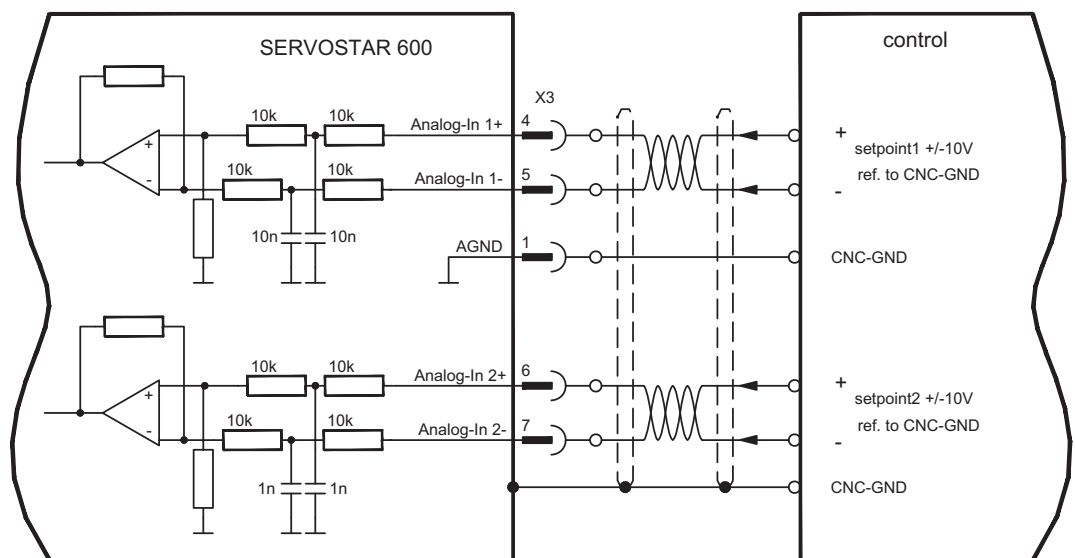 SERVOSTAR 600
control
X3
10k
10k
Analog-In 1+
4
+
+
setpoint1 +/-10V
10k
10k
Analog-In 1-
5
-
-
ref. to CNC-GND
10n
10n
AGND
1
CNC-GND
10k
10k
Analog-In 2+
6
+
+
setpoint2 +/-10V
10k
10k
Analog-In 2-
7
-
-
ref. to CNC-GND
1n
1n
CNC-GND